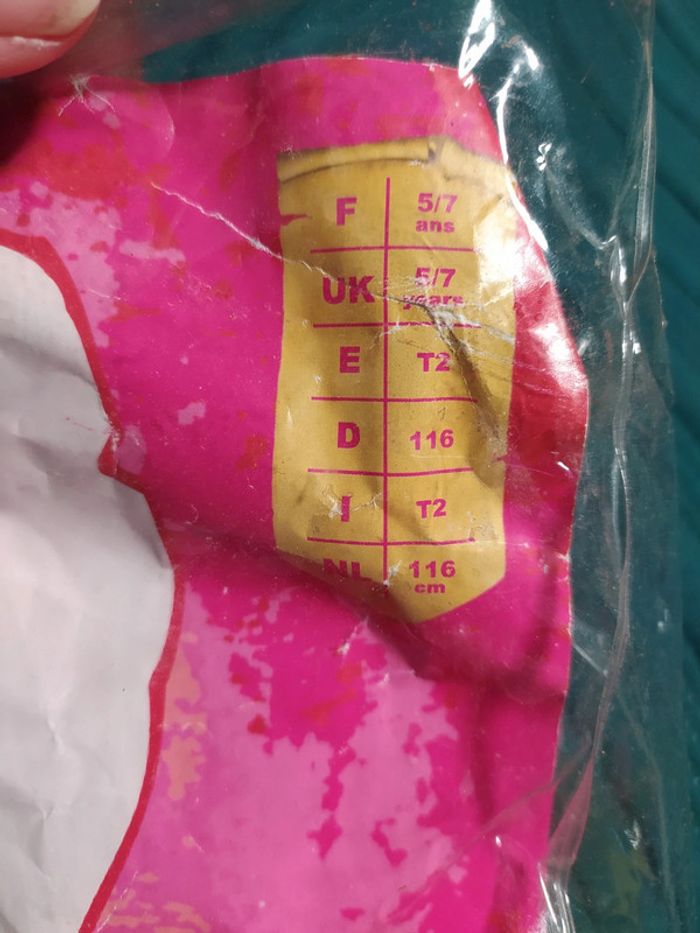 F 5/7
ans
UK 5/7
years
E T2
D 116
I T2
NL 116
cm